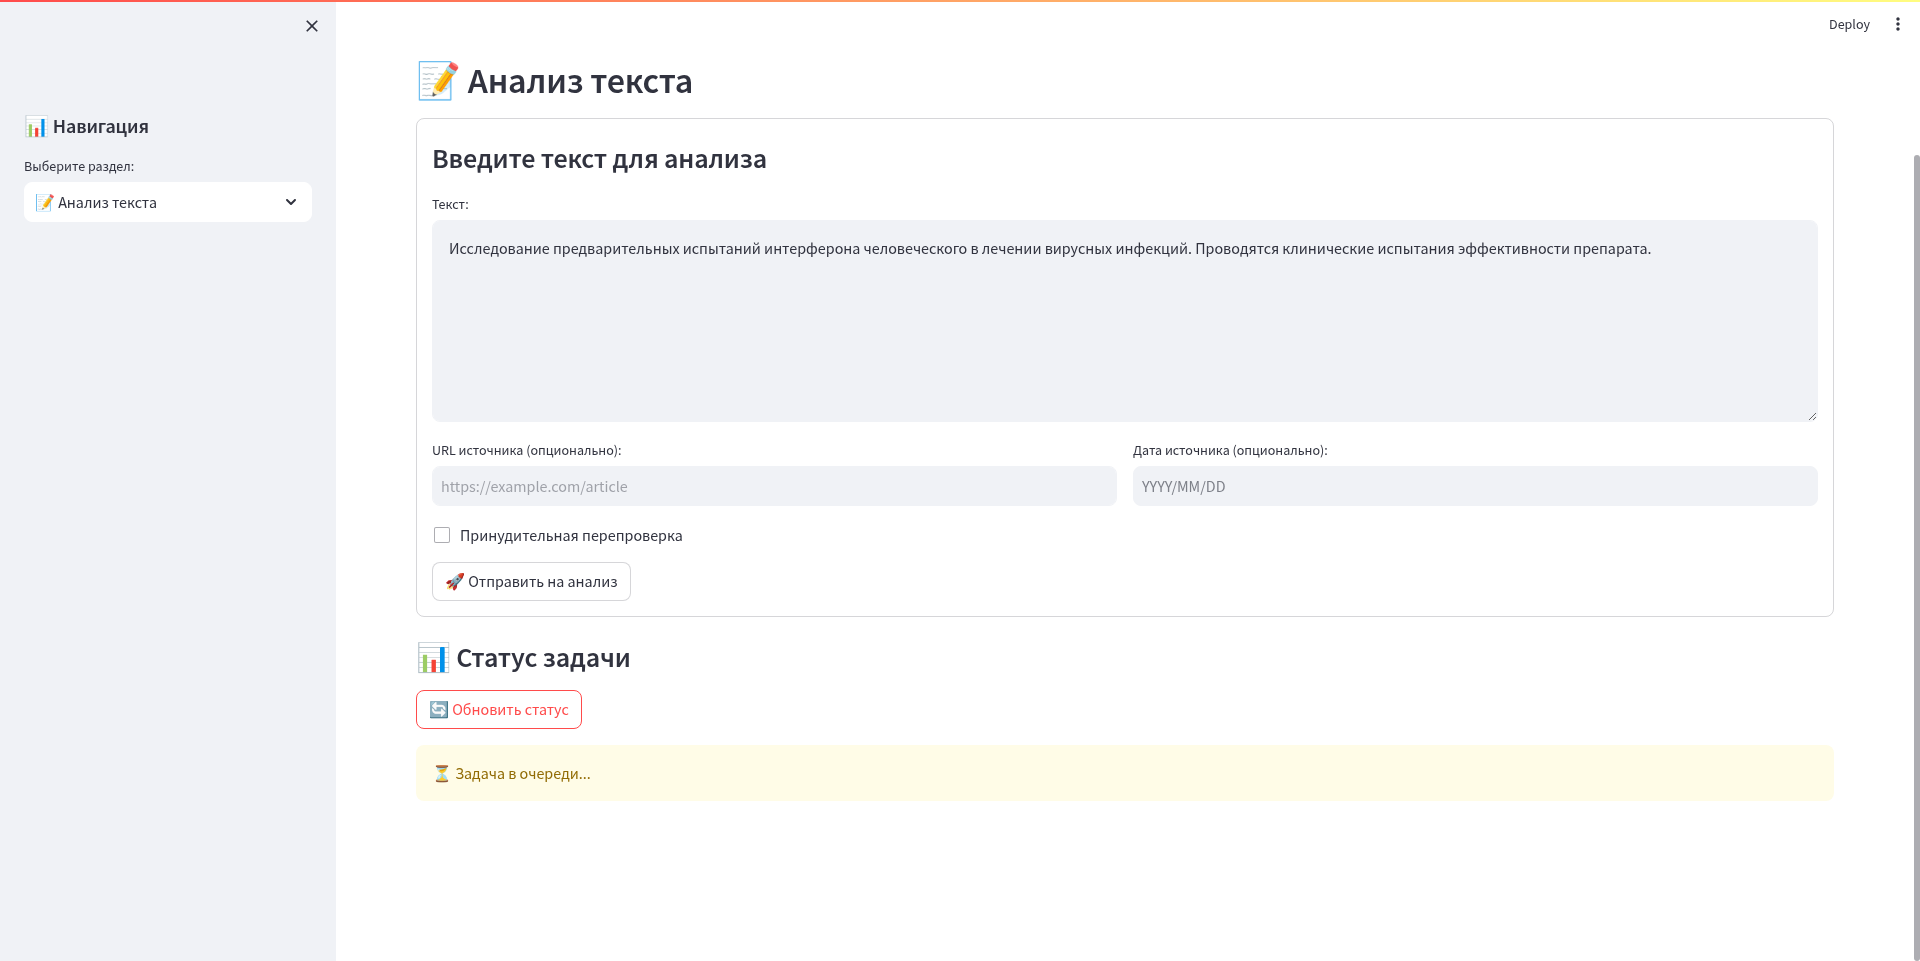 Deploy
📊 Навигация
Выберите раздел:
📝 Анализ текста
📝 Анализ текста
Введите текст для анализа
Текст:
Исследование предварительных испытаний интерферона человеческого в лечении вирусных инфекций. Проводятся клинические испытания эффективности препарата.
URL источника (опционально):
https://example.com/article
Дата источника (опционально):
YYYY/MM/DD
Принудительная перепроверка
🚀 Отправить на анализ
📊 Статус задачи
🔄 Обновить статус
⏳ Задача в очереди...